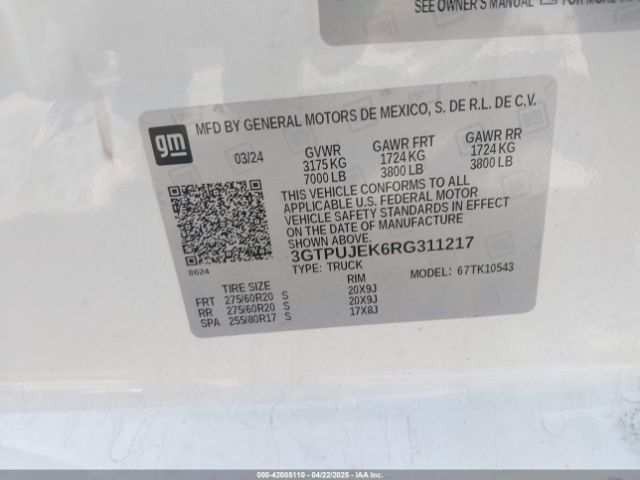 SEE OWNER'S MANUAL
FOR MORE
gm
MFD BY GENERAL MOTORS DE MEXICO, S. DE R.L. DE C.V.
03/24
GVWR GAWR FRT GAWR RR
3175 KG 1724 KG 1724 KG
7000 LB 3800 LB 3800 LB
THIS VEHICLE CONFORMS TO ALL
APPLICABLE U.S. FEDERAL MOTOR
VEHICLE SAFETY STANDARDS IN EFFECT
ON THE DATE OF MANUFACTURE
SHOWN ABOVE.
3GTPUJEK6RG311217
8624
TYPE: TRUCK MODEL: 67TK10543
TIRE SIZE RIM
FRT 275/60R20 S 20X9J
RR 275/60R20 S 20X9J
SPA 255/80R17 S 17X8J
000-42085110 - 04/22/2025 - IAAI.COM